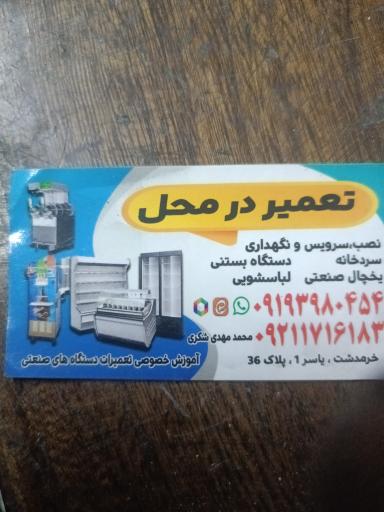 تعمیر در محل
نصب،سرویس و نگهداری
سردخانه دستگاه بستنی
یخچال صنعتی لباسشویی
۰۹۱۹۳۹۸۰۴۵۴
۰۹۲۱۱۷۱۶۱۸۳ محمد مهدی شکری
خرمدشت ، یاسر 1 ، پلاک 36
آموزش خصوصی تعمیرات دستگاه های صنعتی